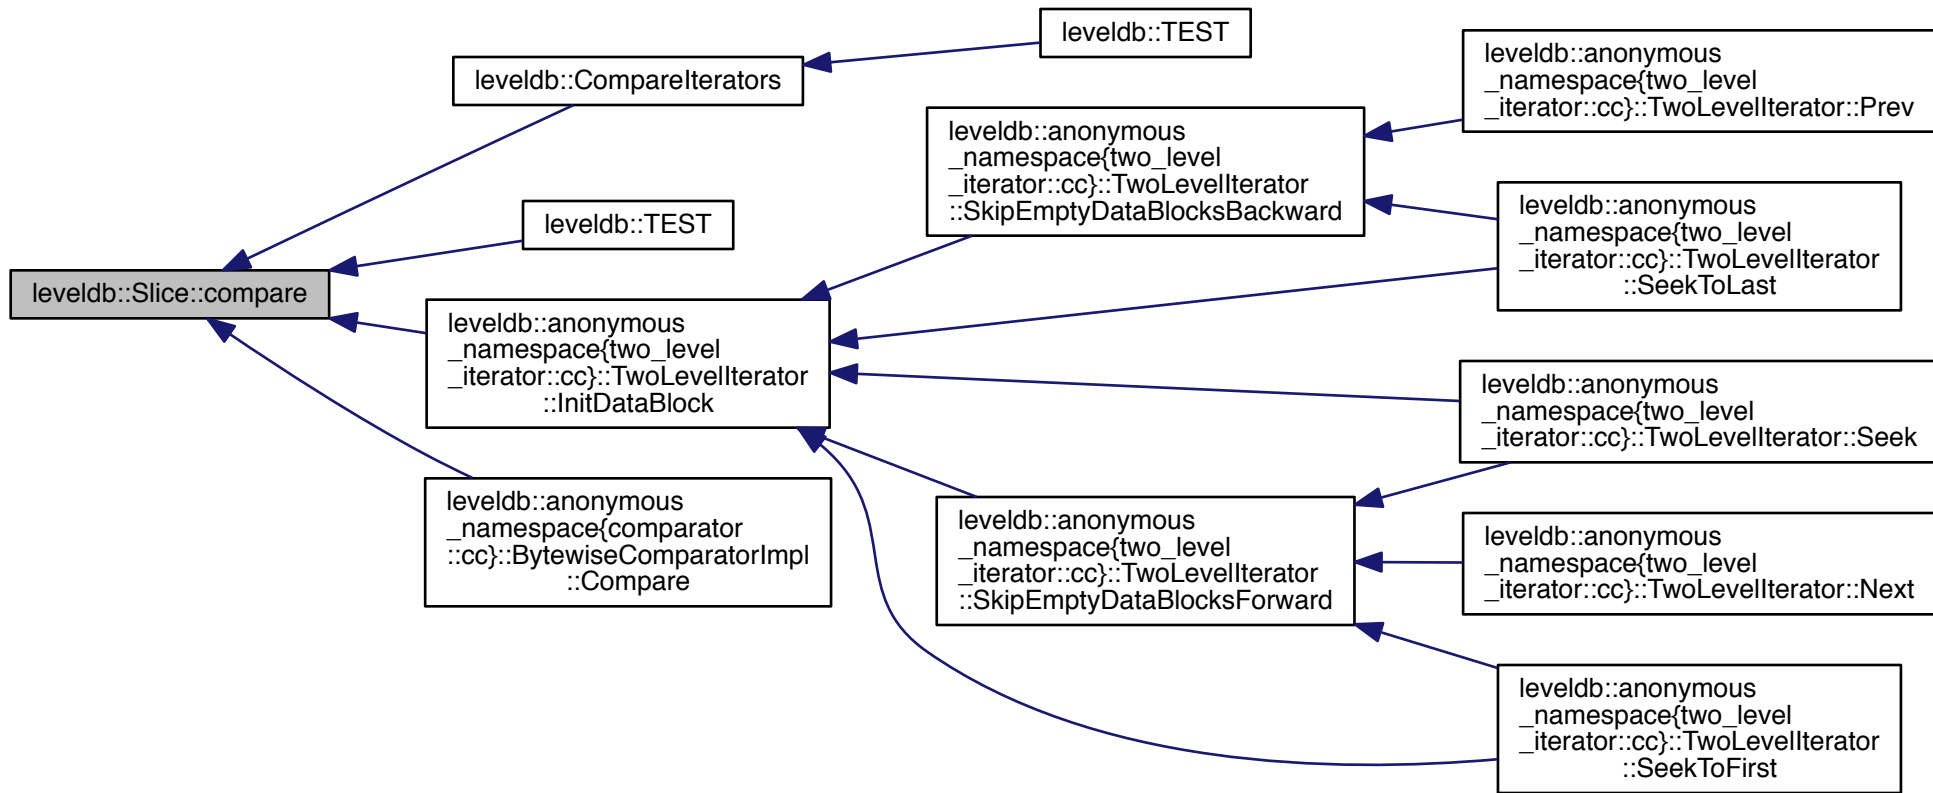 leveldb::Slice::compare
leveldb::CompareIterators
leveldb::TEST
leveldb::TEST
leveldb::anonymous
_namespace{two_level
_iterator::cc}::TwoLevelIterator
::InitDataBlock
leveldb::anonymous
_namespace{comparator
::cc}::BytewiseComparatorImpl
::Compare
leveldb::anonymous
_namespace{two_level
_iterator::cc}::TwoLevelIterator
::SkipEmptyDataBlocksBackward
leveldb::anonymous
_namespace{two_level
_iterator::cc}::TwoLevelIterator
::SkipEmptyDataBlocksForward
leveldb::anonymous
_namespace{two_level
_iterator::cc}::TwoLevelIterator::Prev
leveldb::anonymous
_namespace{two_level
_iterator::cc}::TwoLevelIterator
::SeekToLast
leveldb::anonymous
_namespace{two_level
_iterator::cc}::TwoLevelIterator::Seek
leveldb::anonymous
_namespace{two_level
_iterator::cc}::TwoLevelIterator::Next
leveldb::anonymous
_namespace{two_level
_iterator::cc}::TwoLevelIterator
::SeekToFirst